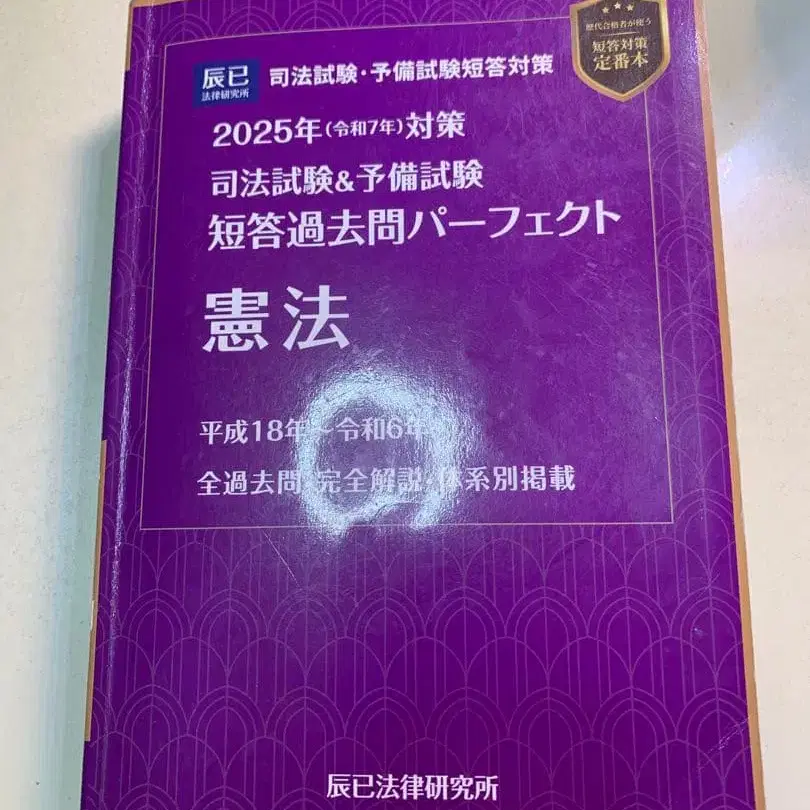 辰已
法律研究所
司法試験・予備試験短答対策
歴代合格者が使う
短答対策
定番本
2025年(令和7年)対策
司法試験&予備試験
短答過去問パーフェクト
憲法
平成18年～令和6年
全過去問・完全解説・体系別掲載
辰已法律研究所